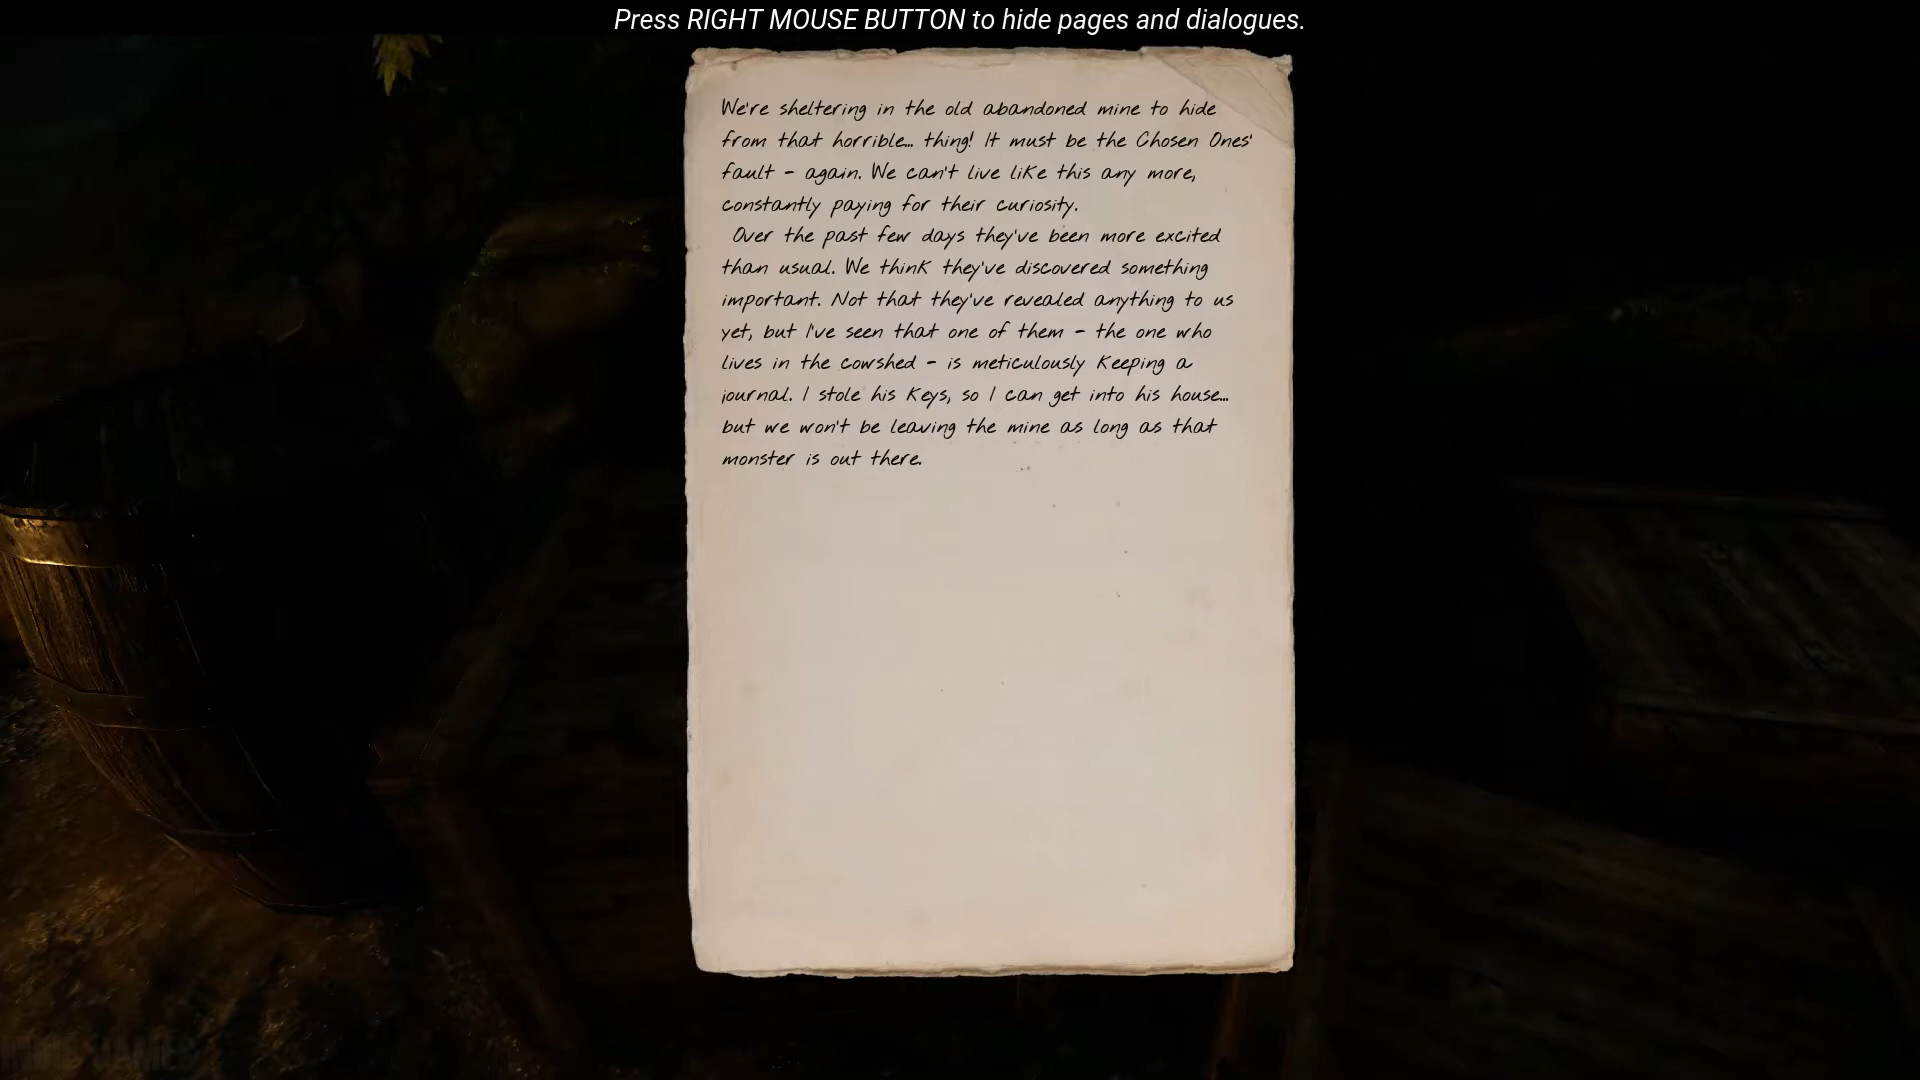 Press RIGHT MOUSE BUTTON to hide pages and dialogues.
We're sheltering in the old abandoned mine to hide
from that horrible... thing! It must be the Chosen Ones'
fault - again. We can't live like this any more,
constantly paying for their curiosity.
Over the past few days they've been more excited
than usual. We think they've discovered something
important. Not that they've revealed anything to us
yet, but I've seen that one of them - the one who
lives in the cowshed - is meticulously keeping a
journal. I stole his keys, so I can get into his house...
but we won't be leaving the mine as long as that
monster is out there.